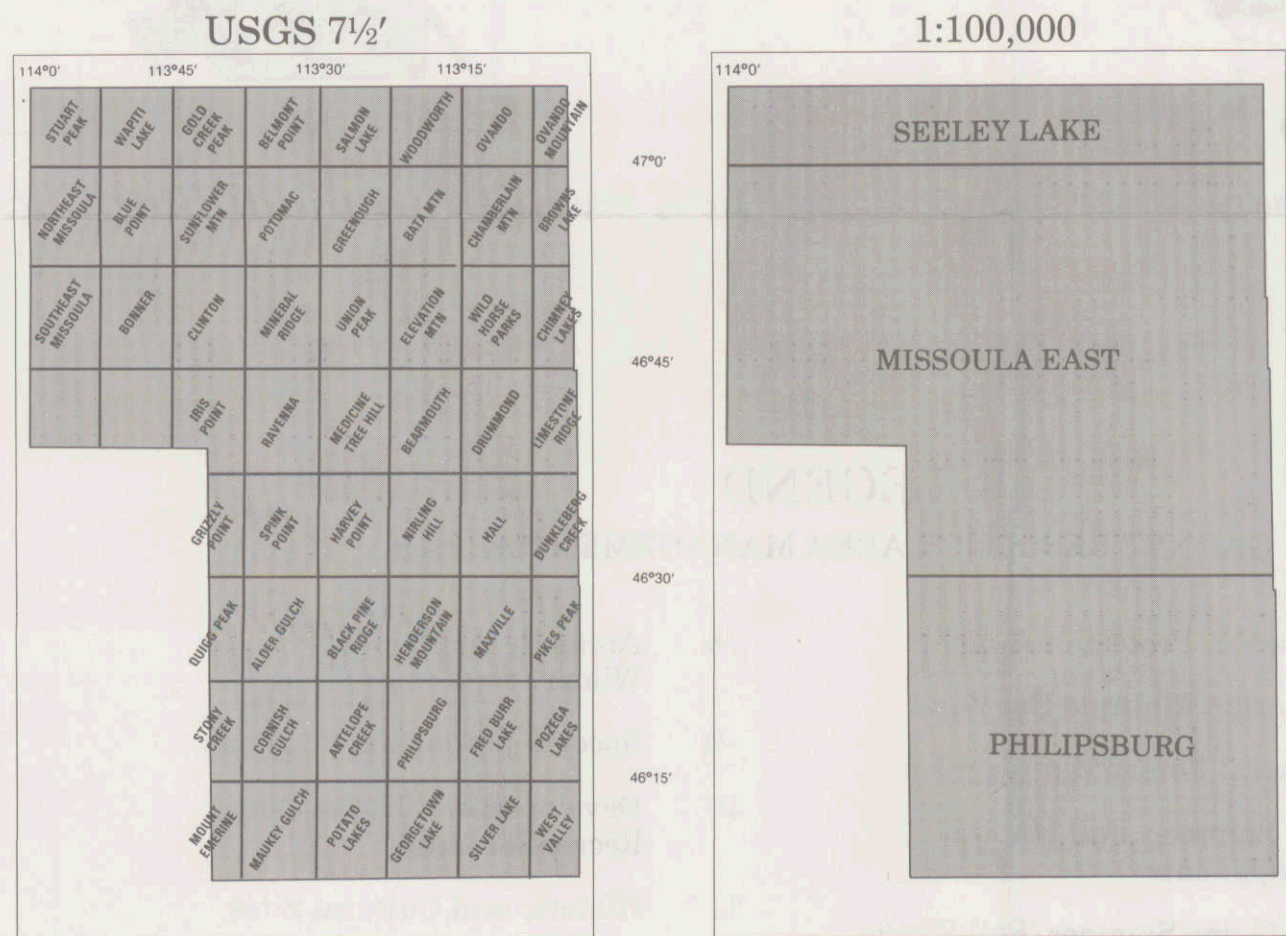 USGS 7½′
114°0′
113°45′
113°30′
113°15′
STUART
PEAK
WAPITI
LAKE
GOLD
CREEK
PEAK
BELMONT
POINT
SALMON
LAKE
WOODWORTH
OVANDO
OVANDO
MOUNTAIN
47°0′
NORTHEAST
MISSOULA
BLUE
POINT
SUNFLOWER
MTN
POTOMAC
GREENOUGH
BATA MTN
CHAMBERLAIN
MTN
BROWNS
LAKE
SOUTHEAST
MISSOULA
BONNER
CLINTON
MINERAL
RIDGE
UNION
PEAK
ELEVATION
MTN
WILD
HORSE
PARKS
CHIMNEY
LAKES
46°45′
IRIS
POINT
RAVENNA
MEDICINE
TREE HILL
BEARMOUTH
DRUMMOND
LIMESTONE
RIDGE
GRIZZLY
POINT
SPINK
POINT
HARVEY
POINT
NIRLING
HILL
HALL
DUNKLEBERG
CREEK
46°30′
QUIGG PEAK
ALDER GULCH
BLACK PINE
RIDGE
HENDERSON
MOUNTAIN
MAXVILLE
PIKES PEAK
STONY
CREEK
CORNISH
GULCH
ANTELOPE
CREEK
PHILIPSBURG
FRED BURR
LAKE
POZEGA
LAKES
46°15′
MOUNT
EMERINE
MAUKEY GULCH
POTATO
LAKES
GEORGETOWN
LAKE
SILVER LAKE
WEST
VALLEY
1:100,000
114°0′
SEELEY LAKE
MISSOULA EAST
PHILIPSBURG